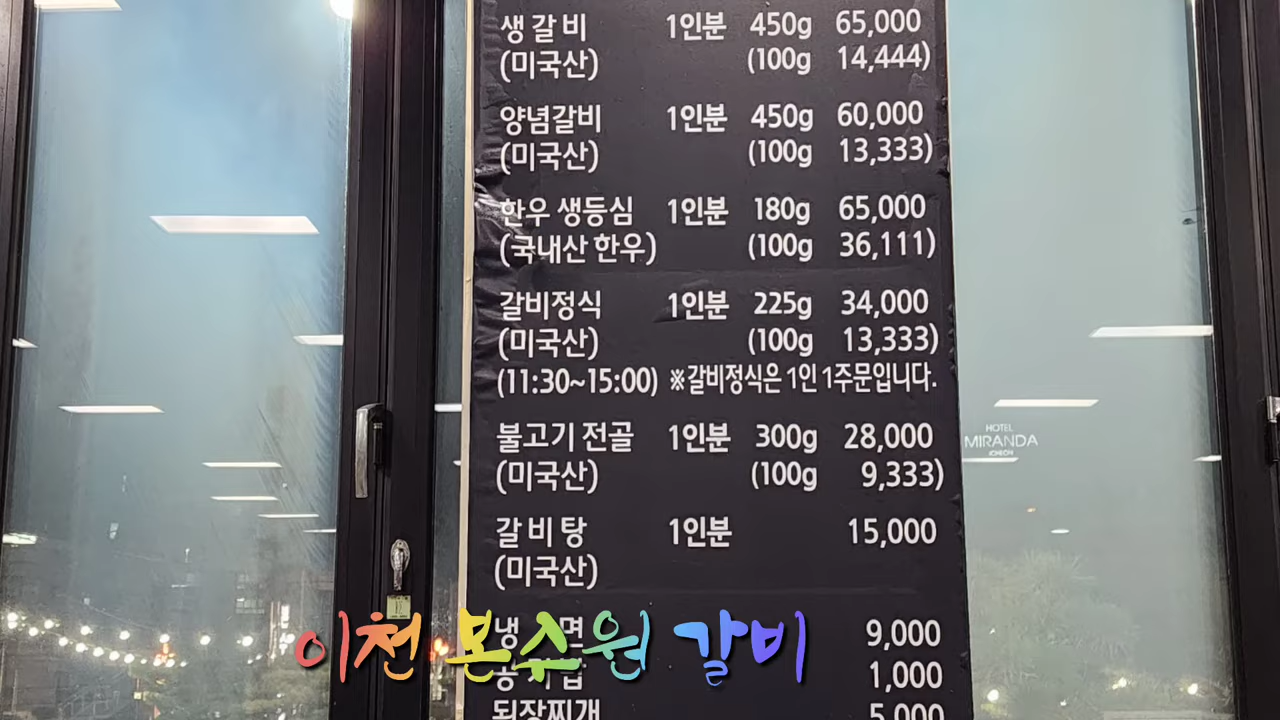 생갈비 1인분 450g 65,000
(미국산) (100g 14,444)
양념갈비 1인분 450g 60,000
(미국산) (100g 13,333)
한우 생등심 1인분 180g 65,000
(국내산 한우) (100g 36,111)
갈비정식 1인분 225g 34,000
(미국산) (100g 13,333)
(11:30~15:00) ※갈비정식은 1인 1주문입니다.
불고기 전골 1인분 300g 28,000
(미국산) (100g 9,333)
갈비탕 1인분 15,000
(미국산)
냉면 9,000
공기밥 1,000
된장찌개 5,000
HOTEL
MIRANDA
ICHEON
이천 본수원 갈비